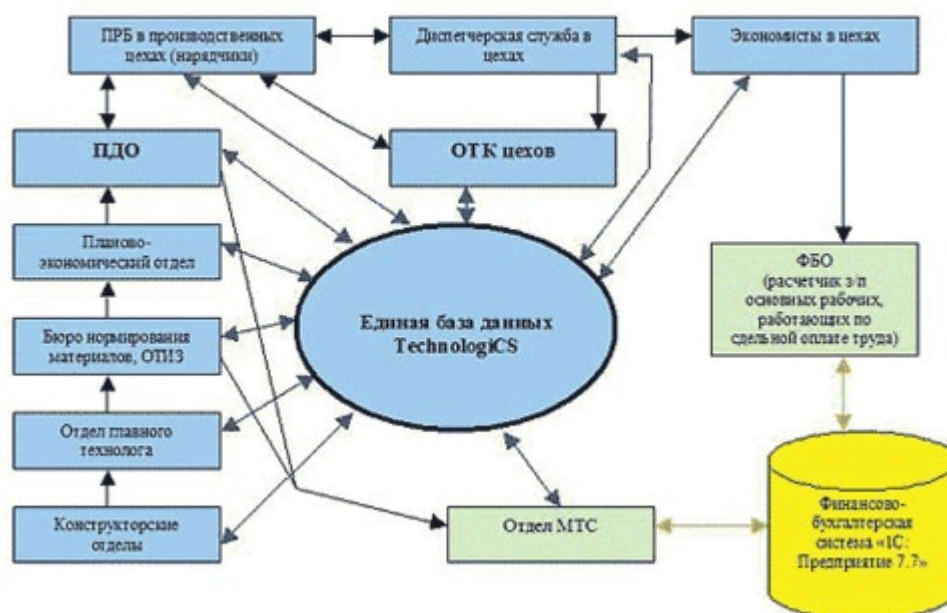 ПРБ в производственных
цехах (нарядчики)
Диспетчерская служба в
цехах
Экономисты в цехах
ПДО
ОТК цехов
Планово-
экономический отдел
ФБО
(расчетчик з/п
основных рабочих,
работающих по
сдельной оплате труда)
Единая база данных
TechnologiCS
Бюро нормирования
материалов, ОТИЗ
Отдел главного
технолога
Конструкторские
отделы
Отдел МТС
Финансово-
бухгалтерская
система «1С:
Предприятие 7.7»